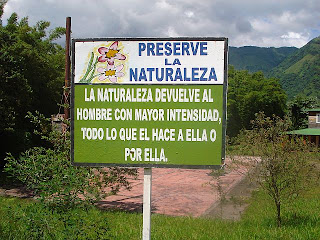 PRESERVE
LA NATURALEZA
LA NATURALEZA DEVUELVE AL
HOMBRE CON MAYOR INTENSIDAD,
TODO LO QUE EL HACE A ELLA O
POR ELLA.